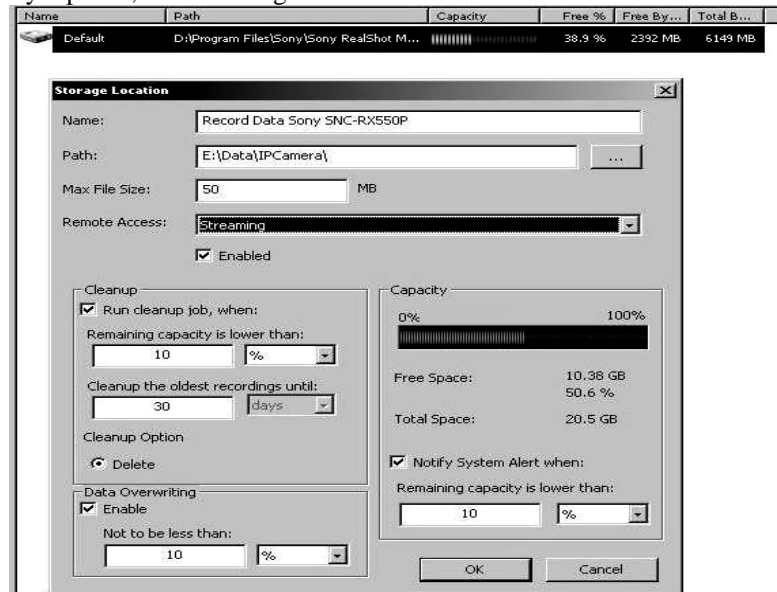 Name Path Capacity Free % Free By... Total B...
Default D:\Program Files\Sony\Sony RealShot M... 38.9 % 2392 MB 6149 MB
Storage Location
Name: Record Data Sony SNC-RX550P
Path: E:\Data\IPCamera\ ...
Max File Size: 50 MB
Remote Access: Streaming
Enabled
Cleanup
Run cleanup job, when:
Remaining capacity is lower than:
10 %
Cleanup the oldest recordings until:
30 days
Cleanup Option
Delete
Data Overwriting
Enable
Not to be less than:
10 %
Capacity
0% 100%
Free Space: 10.38 GB
50.6 %
Total Space: 20.5 GB
Notify System Alert when:
Remaining capacity is lower than:
10 %
OK Cancel